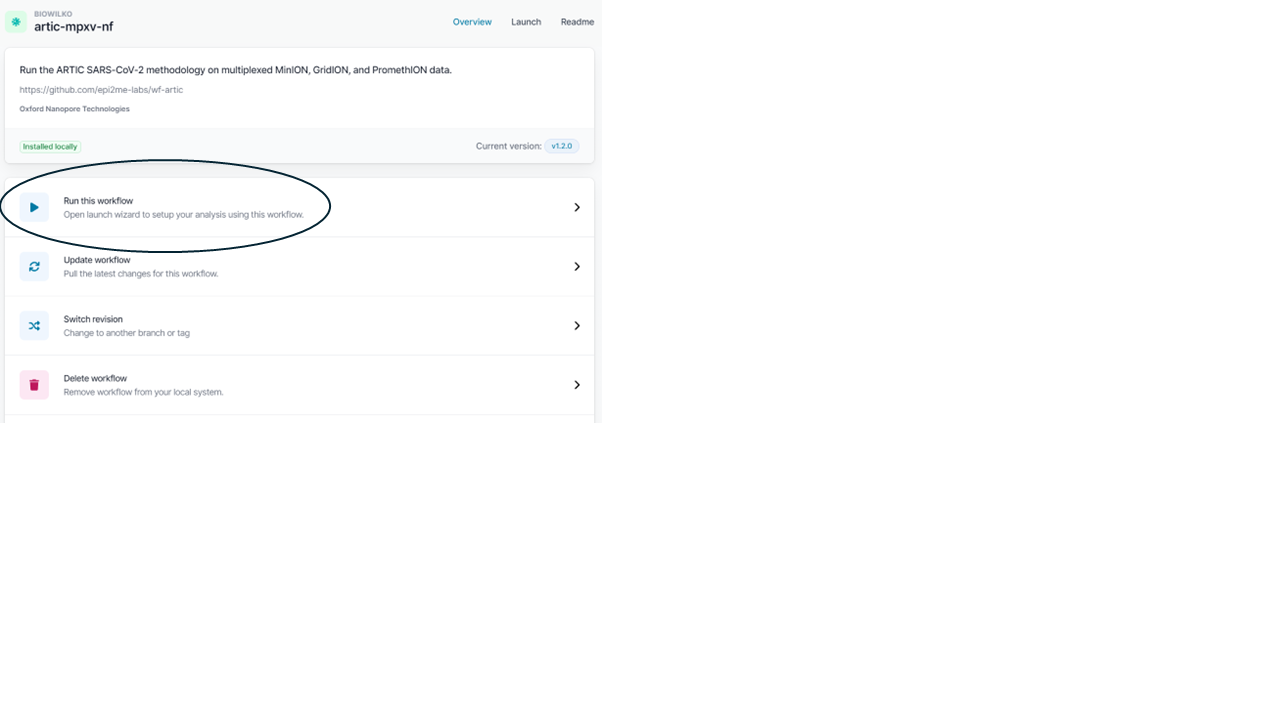 BIOWILKO
artic-mpxv-nf
Overview
Launch
Readme
Run the ARTIC SARS-CoV-2 methodology on multiplexed MinION, GridION, and PromethION data.
https://github.com/epi2me-labs/wf-artic
Oxford Nanopore Technologies
Installed locally
Current version: v1.2.0
Run this workflow
Open launch wizard to setup your analysis using this workflow.
Update workflow
Pull the latest changes for this workflow.
Switch revision
Change to another branch or tag
Delete workflow
Remove workflow from your local system.